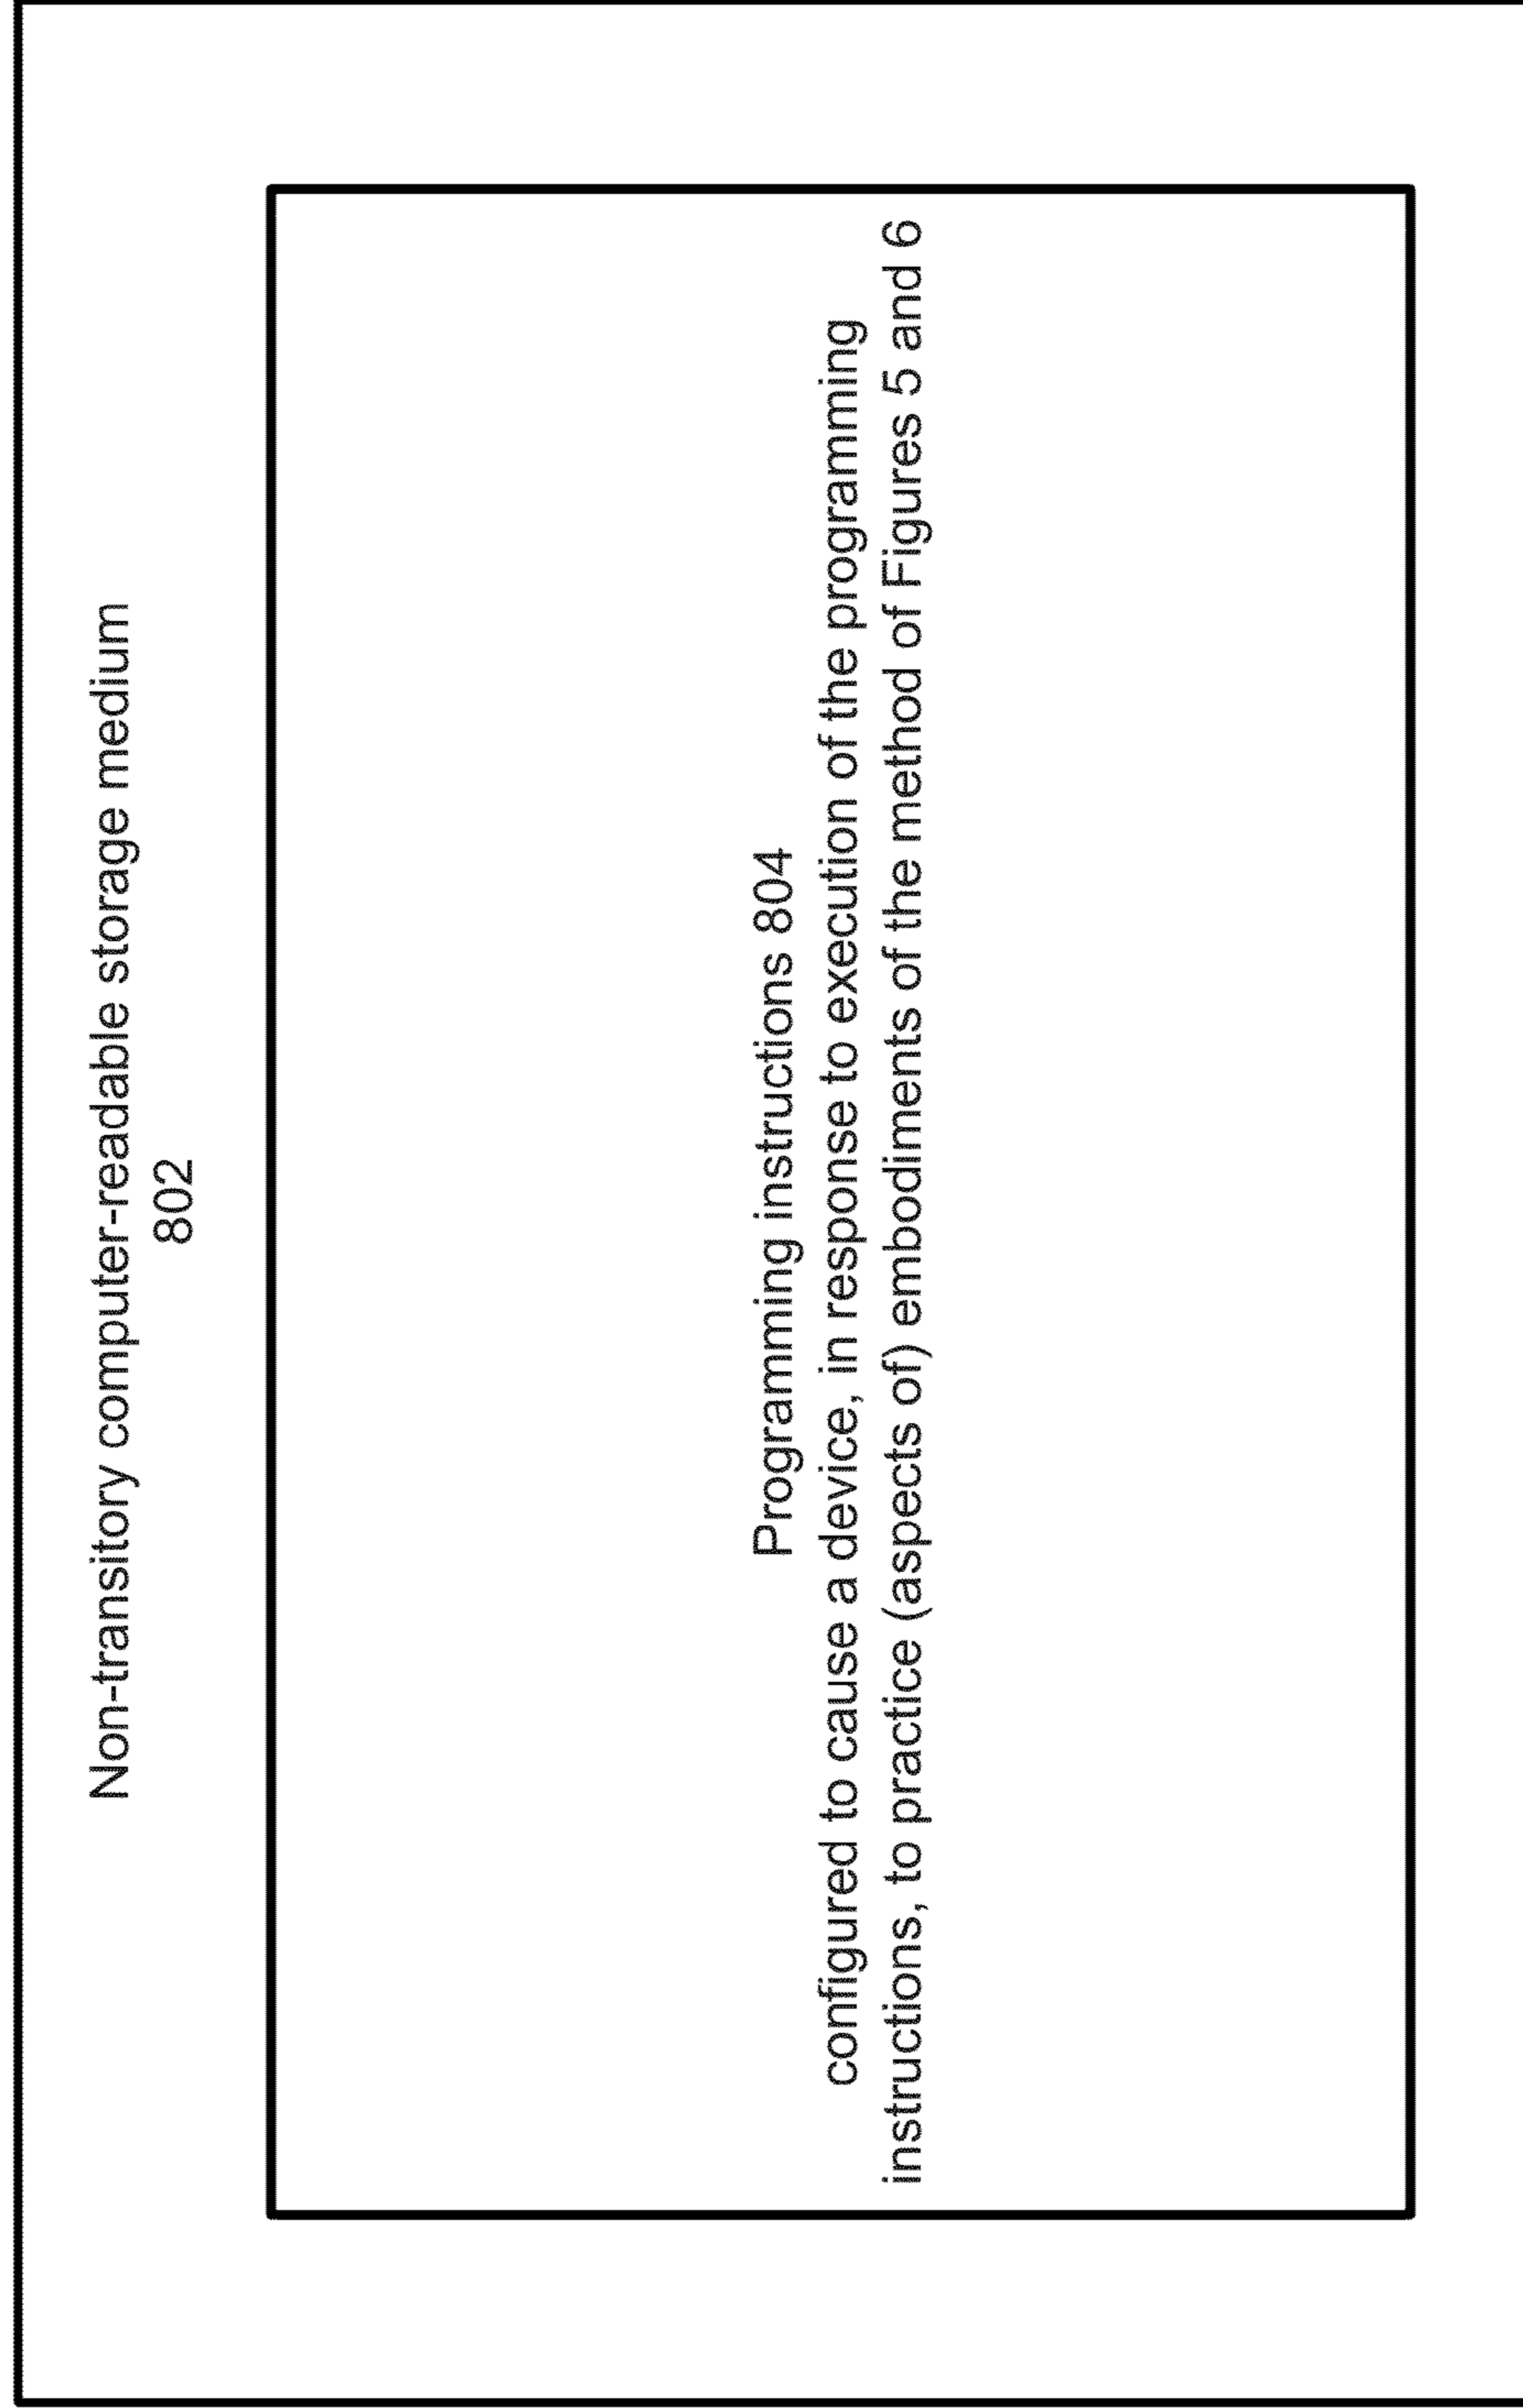 Non-transitory computer-readable storage medium
802
Programming instructions 804
configured to cause a device, in response to execution of the programming
instructions, to practice (aspects of) embodiments of the method of Figures 5 and 6